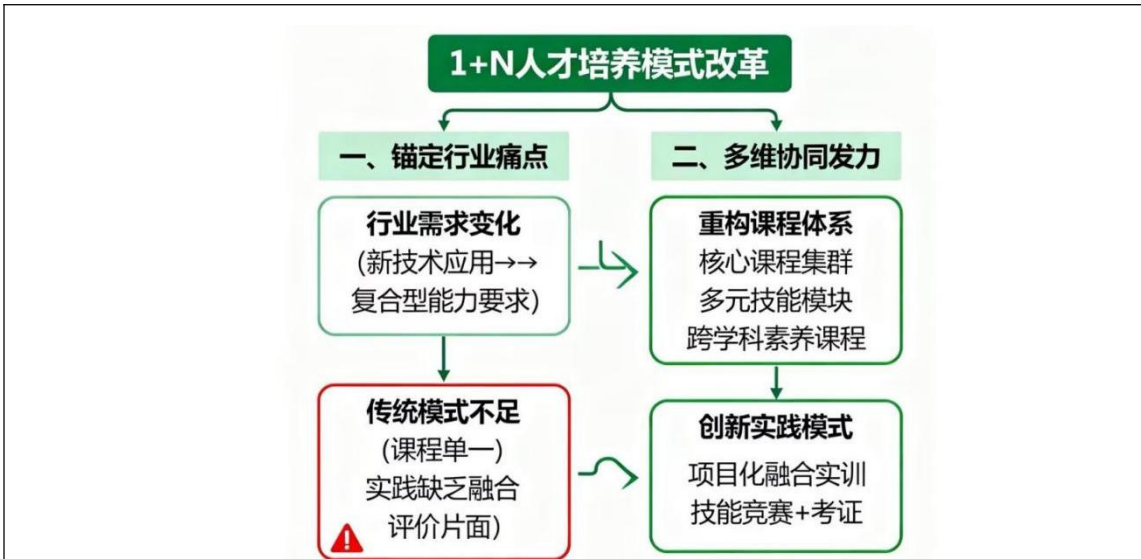 1+N人才培养模式改革
一、锚定行业痛点
二、多维协同发力
行业需求变化
(新技术应用→→
复合型能力要求)
重构课程体系
核心课程集群
多元技能模块
跨学科素养课程
传统模式不足
(课程单一)
实践缺乏融合
评价片面)
创新实践模式
项目化融合实训
技能竞赛+考证